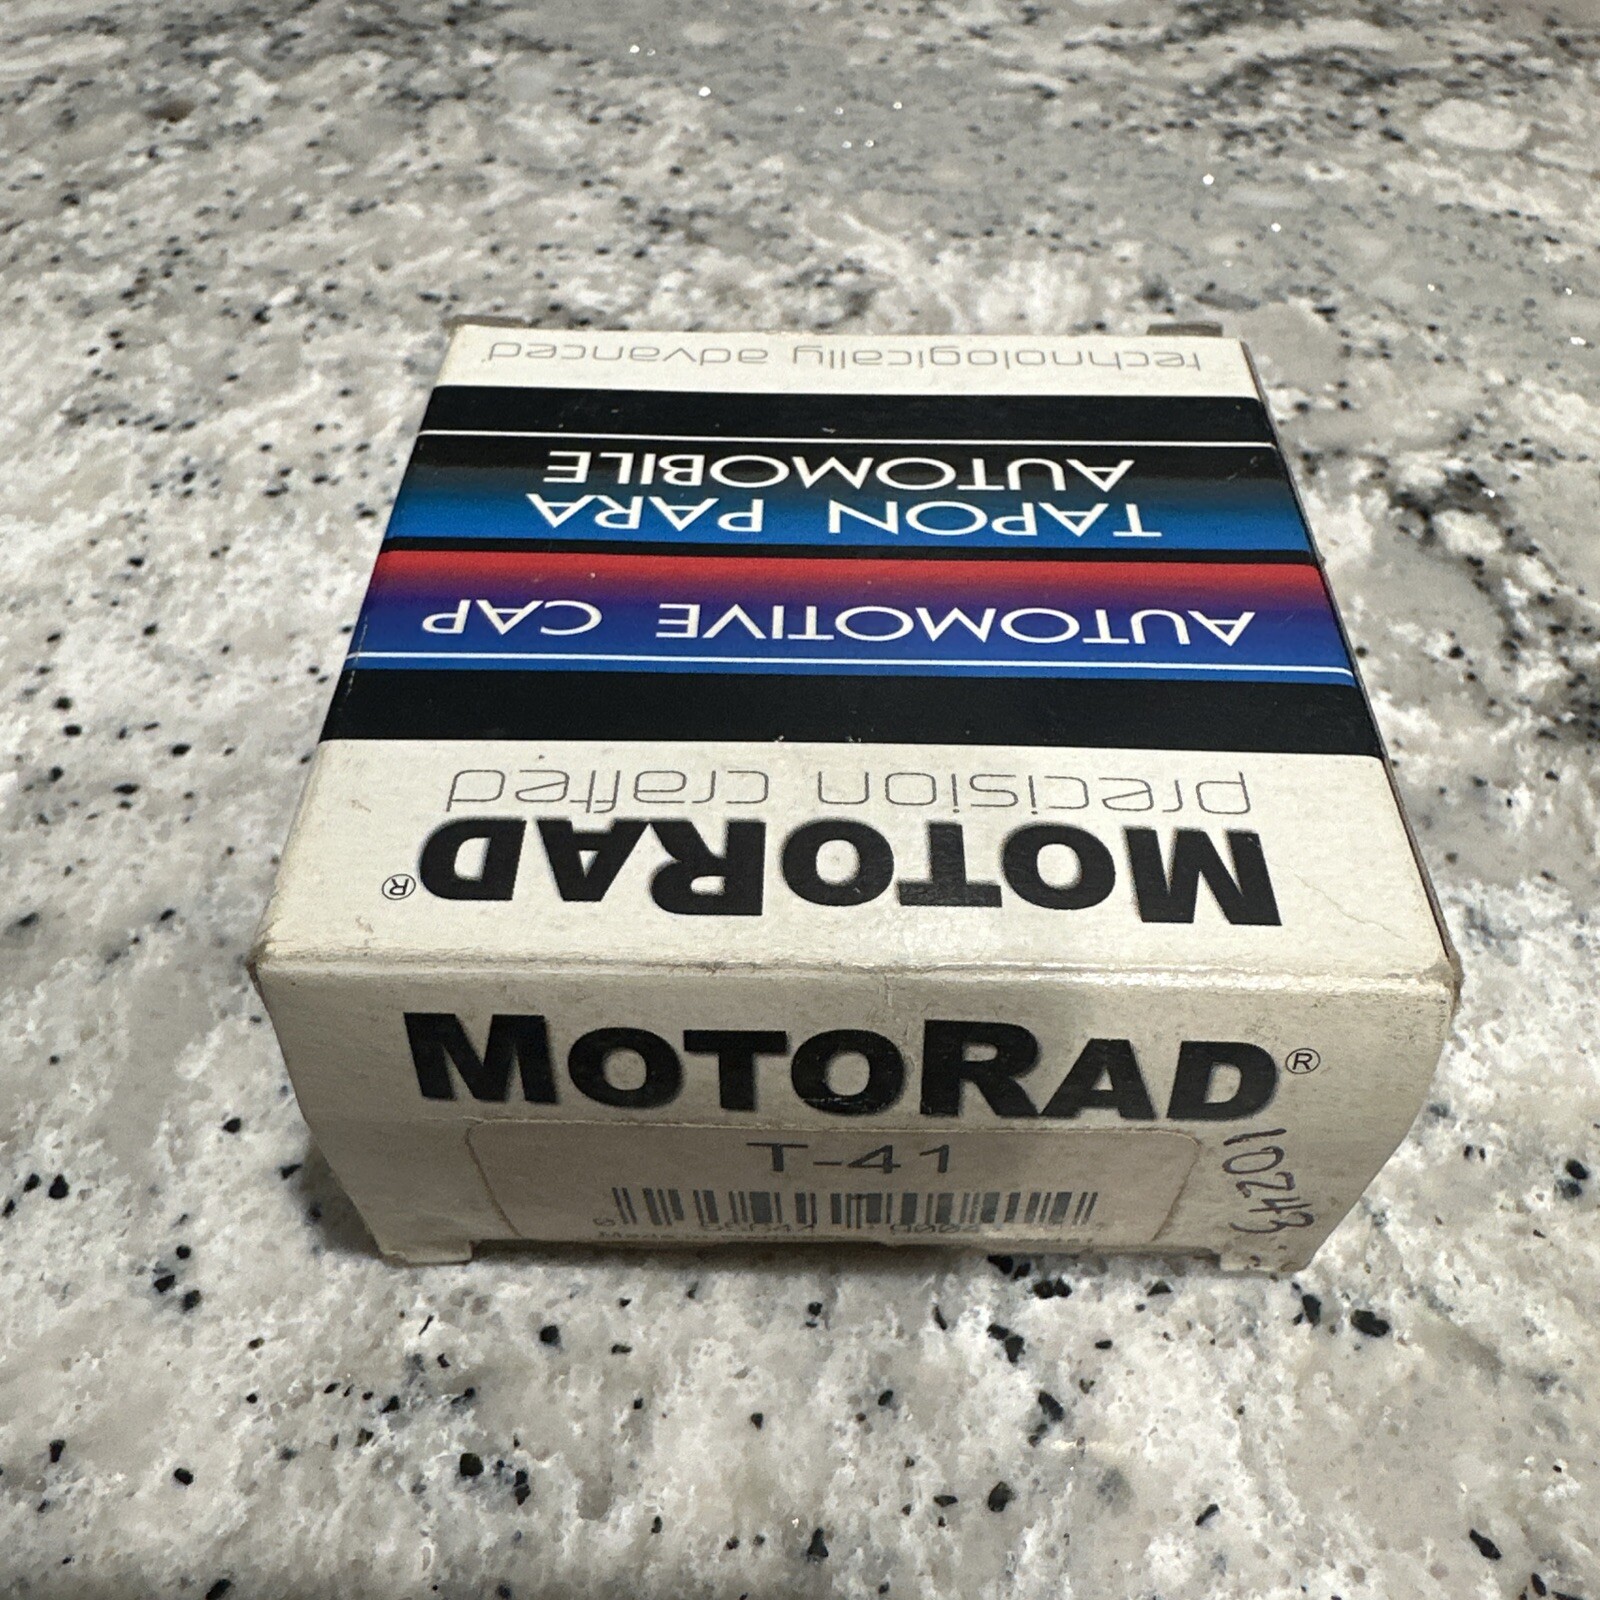 MOTORAD®
precision crafted
AUTOMOTIVE CAP
TAPON PARA
AUTOMOBILE
technologically advanced
MOTORAD®
T-41